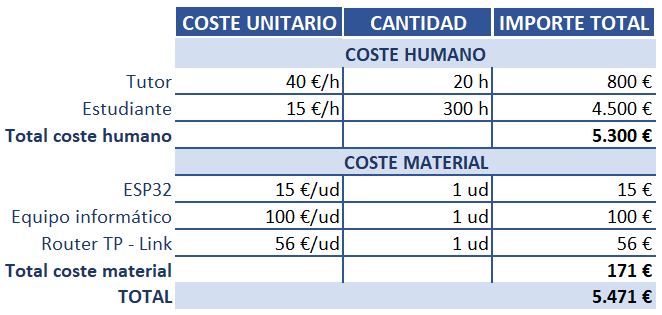 COSTE UNITARIO CANTIDAD IMPORTE TOTAL
COSTE HUMANO
Tutor 40 €/h 20 h 800 €
Estudiante 15 €/h 300 h 4.500 €
Total coste humano 5.300 €
COSTE MATERIAL
ESP32 15 €/ud 1 ud 15 €
Equipo informático 100 €/ud 1 ud 100 €
Router TP - Link 56 €/ud 1 ud 56 €
Total coste material 171 €
TOTAL 5.471 €